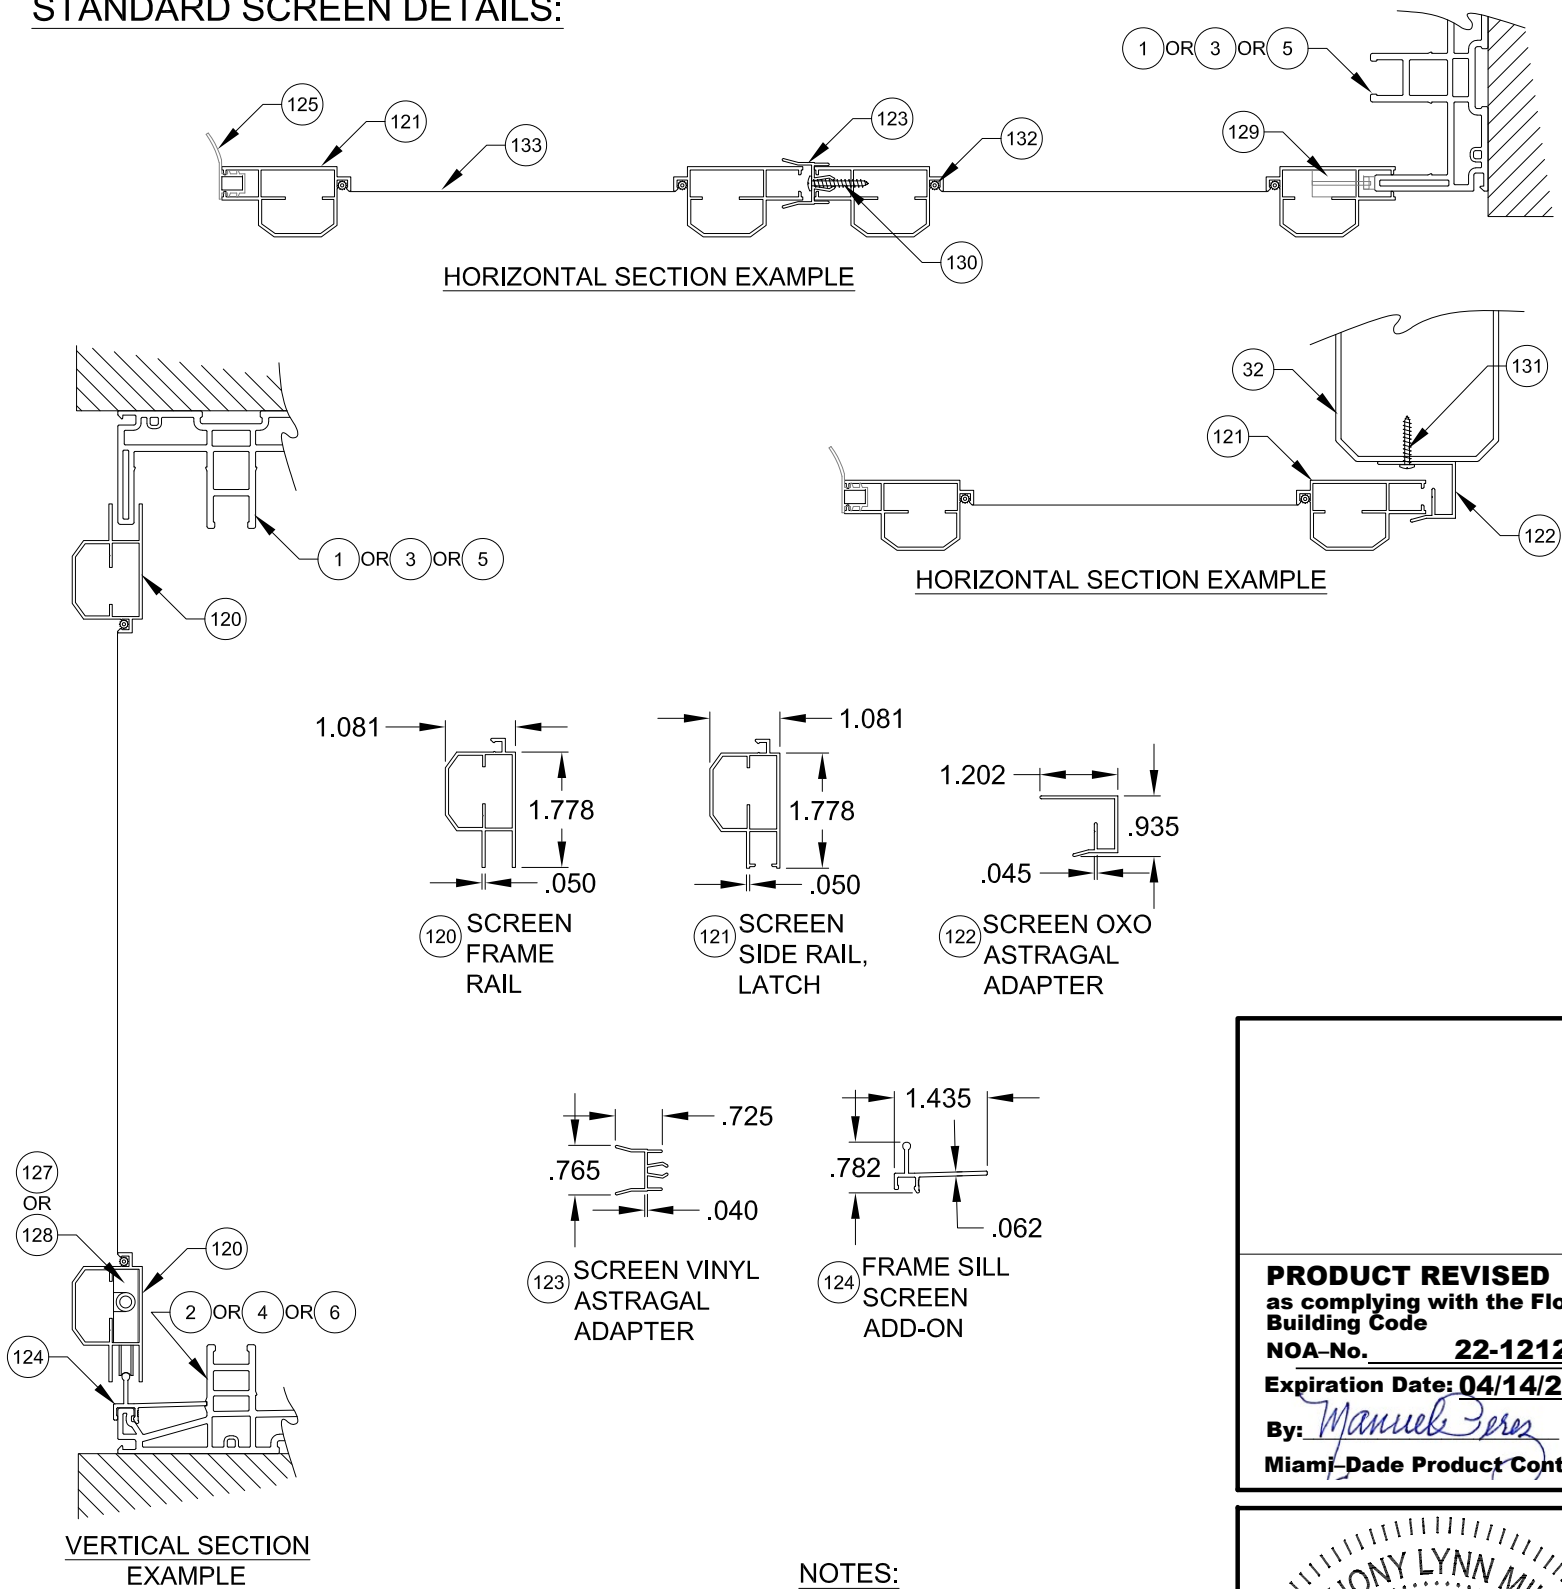 STANDARD SCREEN DETAILS:
1 OR 3 OR 5
125
121
133
123
132
129
130
HORIZONTAL SECTION EXAMPLE
32
131
121
122
HORIZONTAL SECTION EXAMPLE
1 OR 3 OR 5
120
1.081
1.778
.050
120 SCREEN
FRAME
RAIL
1.081
1.778
.050
121 SCREEN
SIDE RAIL,
LATCH
1.202
.935
.045
122 SCREEN OXO
ASTRAGAL
ADAPTER
.725
.765
.040
123 SCREEN VINYL
ASTRAGAL
ADAPTER
1.435
.782
.062
124 FRAME SILL
SCREEN
ADD-ON
127
OR
128
120
2 OR 4 OR 6
124
VERTICAL SECTION
EXAMPLE
NOTES:
PRODUCT REVISED
as complying with the Flo
Building Code
NOA-No. 22-1212
Expiration Date: 04/14/2
By: Manuel Perez
Miami-Dade Product Cont
ONY LYNN